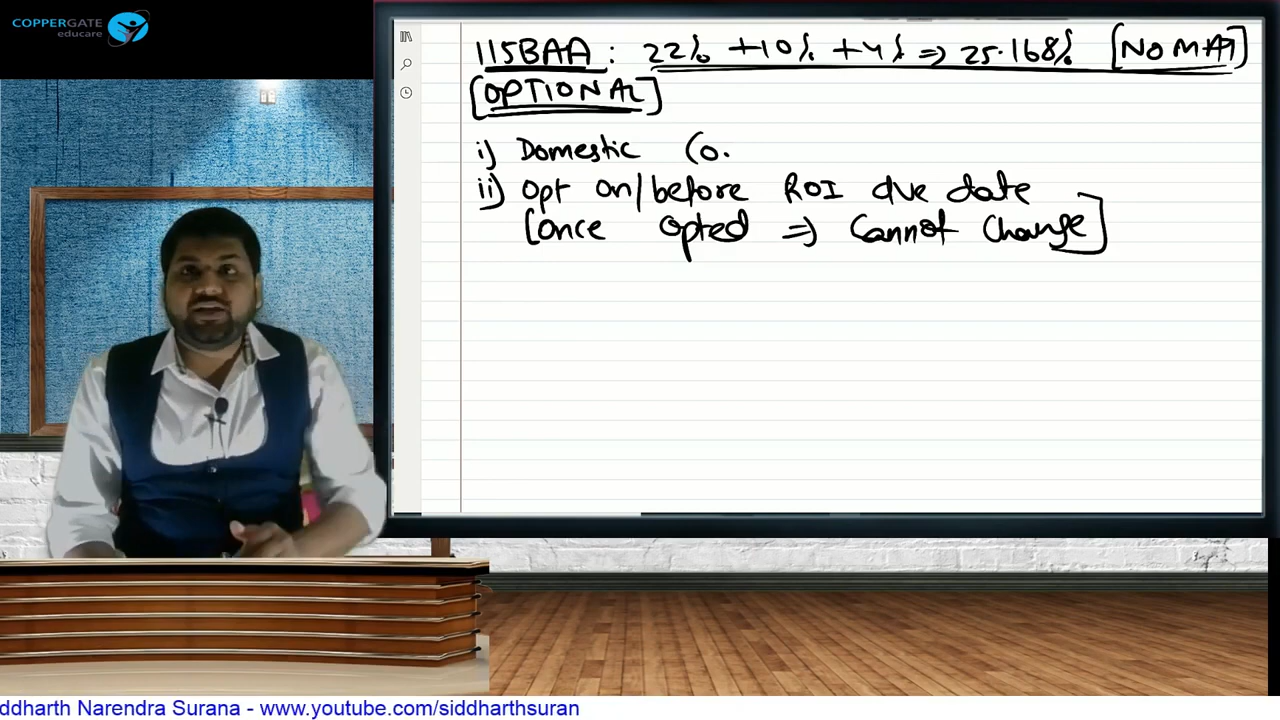 COPPERGATE
educare
115BAA : 22% +10% +4% => 25.168% [NO MAT]
[OPTIONAL]
i) Domestic Co.
ii) Opt on/before ROI due date
[once opted => Cannot Change]
ddharth Narendra Surana - www.youtube.com/siddharthsuran